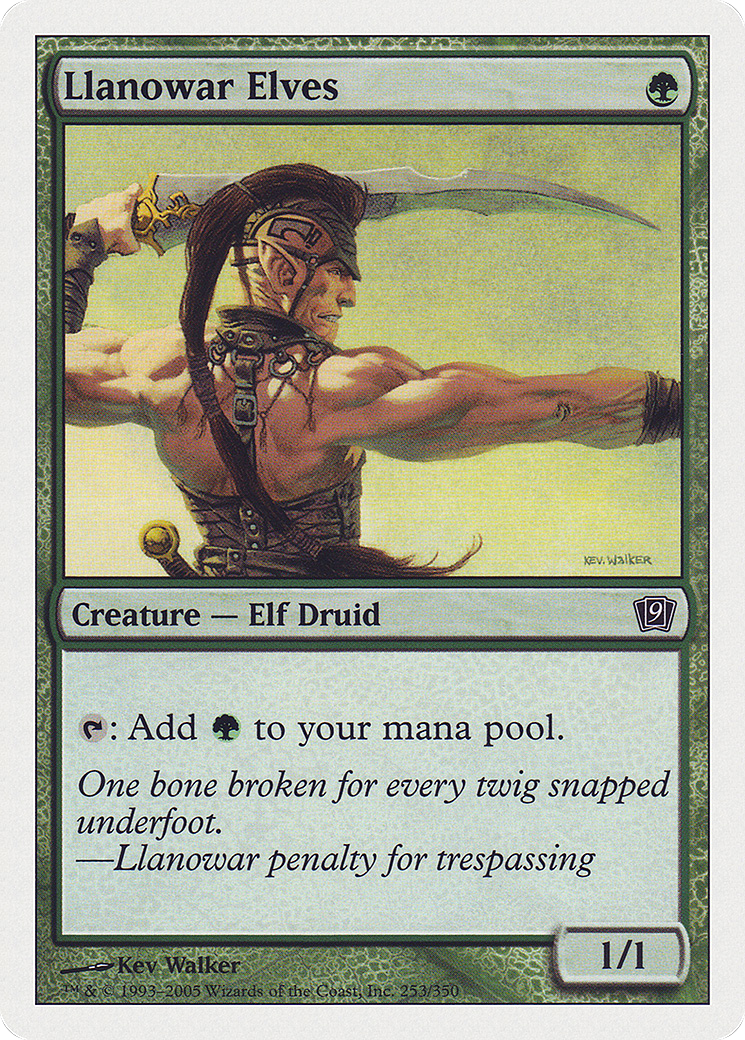 Llanowar Elves
KEV. WALKER
Creature — Elf Druid
9
: Add to your mana pool.
One bone broken for every twig snapped
underfoot.
—Llanowar penalty for trespassing
1/1
Kev Walker
™ & © 1993–2005 Wizards of the Coast, Inc. 253/350